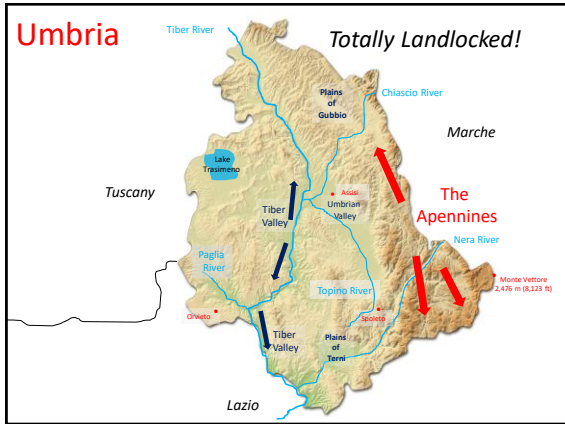 Umbria
Tiber River
Totally Landlocked!
Plains
of
Gubbio
Chiascio River
Marche
Lake
Trasimeno
Tuscany
Assisi
Umbrian
Valley
The
Apennines
Tiber
Valley
Nera River
Paglia
River
Monte Vettore
2,476 m (8,123 ft)
Topino River
Orvieto
Spoleto
Tiber
Valley
Plains
of
Terni
Lazio